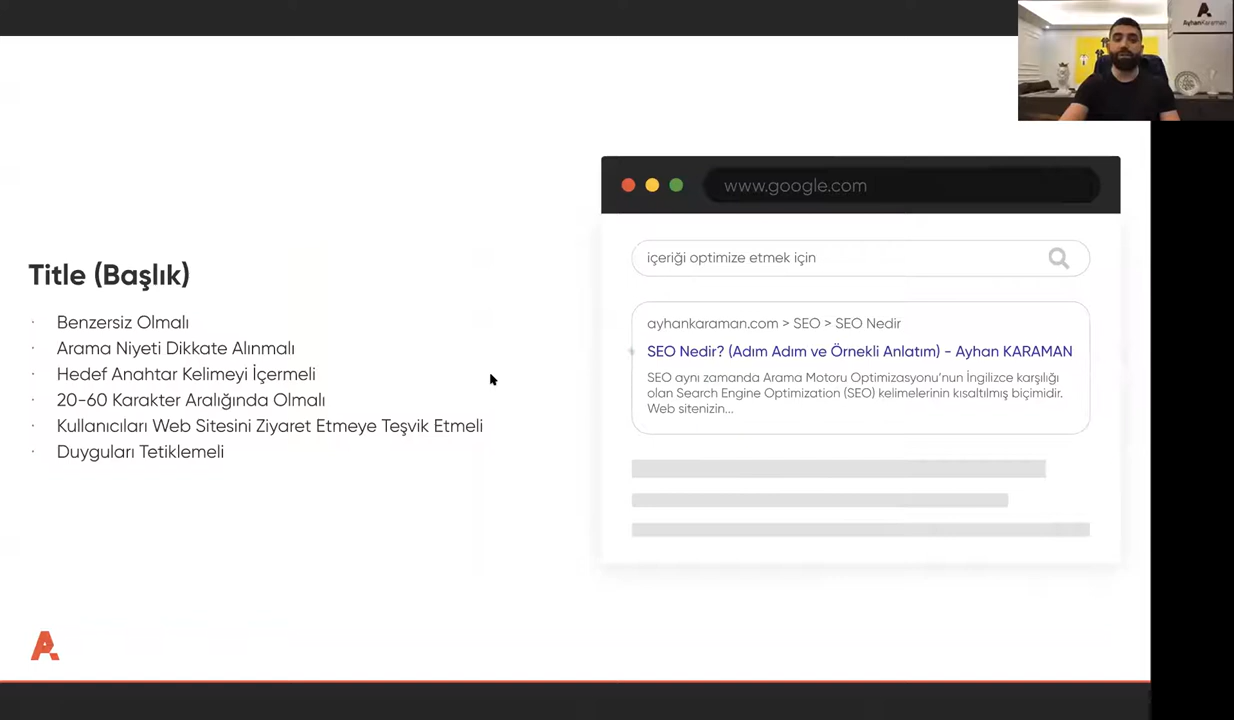 AyhanKaraman
www.google.com
Title (Başlık)
· Benzersiz Olmalı
· Arama Niyeti Dikkate Alınmalı
· Hedef Anahtar Kelimeyi İçermeli
· 20-60 Karakter Aralığında Olmalı
· Kullanıcıları Web Sitesini Ziyaret Etmeye Teşvik Etmeli
· Duyguları Tetiklemeli
içeriği optimize etmek için
ayhankaraman.com > SEO > SEO Nedir
SEO Nedir? (Adım Adım ve Örnekli Anlatım) - Ayhan KARAMAN
SEO aynı zamanda Arama Motoru Optimizasyonu'nun İngilizce karşılığı
olan Search Engine Optimization (SEO) kelimelerinin kısaltılmış biçimidir.
Web sitenizin...